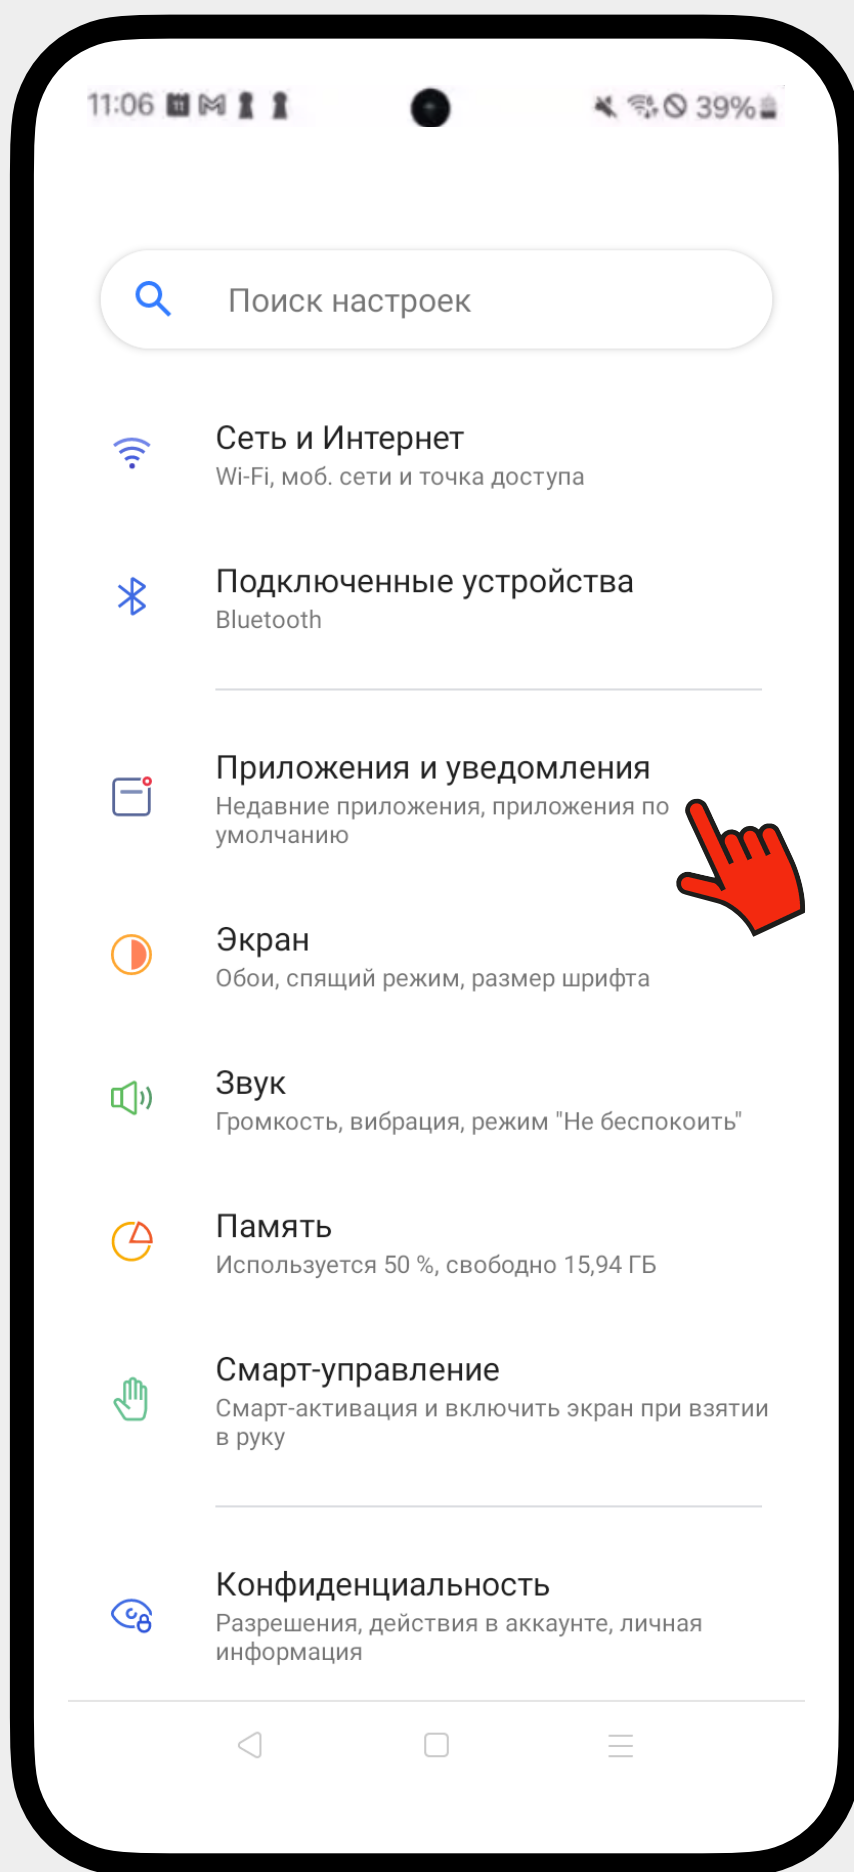 11:06
39%
Поиск настроек
Сеть и Интернет
Wi-Fi, моб. сети и точка доступа
Подключенные устройства
Bluetooth
Приложения и уведомления
Недавние приложения, приложения по
умолчанию
Экран
Обои, спящий режим, размер шрифта
Звук
Громкость, вибрация, режим "Не беспокоить"
Память
Используется 50 %, свободно 15,94 ГБ
Смарт-управление
Смарт-активация и включить экран при взятии
в руку
Конфиденциальность
Разрешения, действия в аккаунте, личная
информация